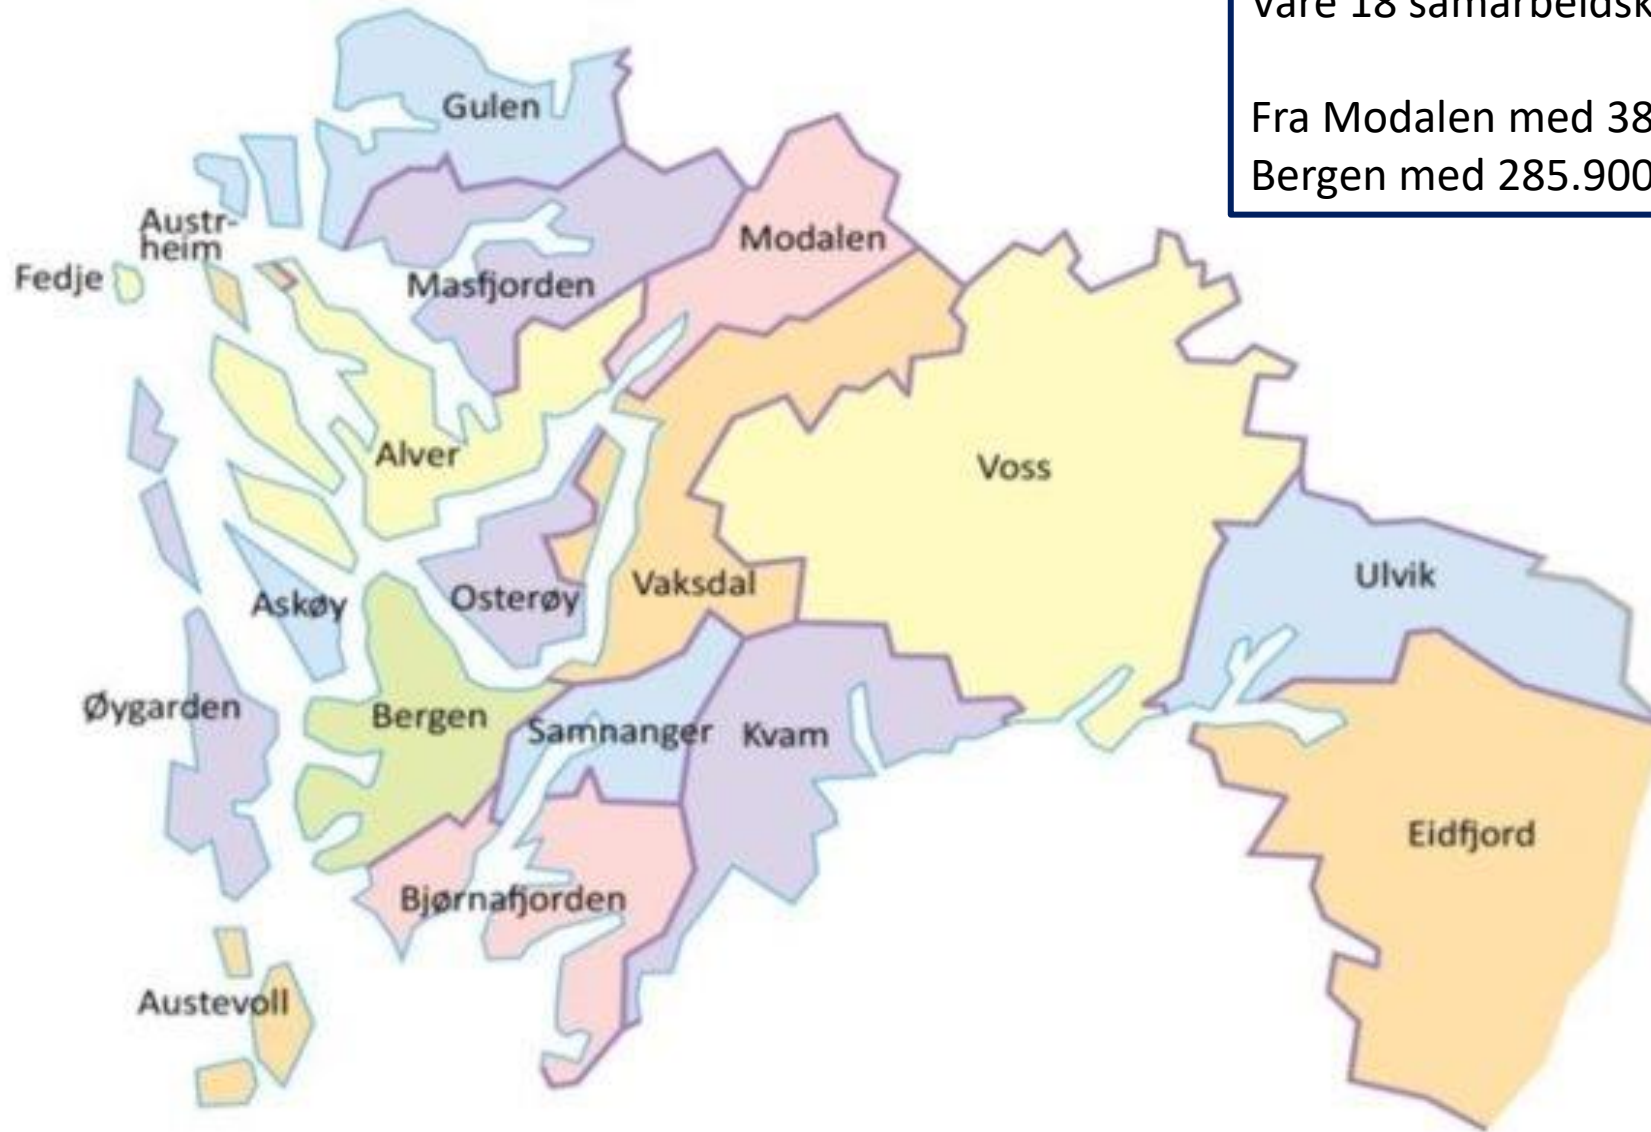 Våre 18
Fra Modalen med 38
Bergen med 285.900
Gulen
Austr-
heim
Modalen
Fedje
Masfjorden
Alver
Voss
Ulvik
Vaksdal
Osterøy
Askøy
Øygarden
Bergen
Samnanger
Kvam
Eidfjord
Bjørnafjorden
Austevoll